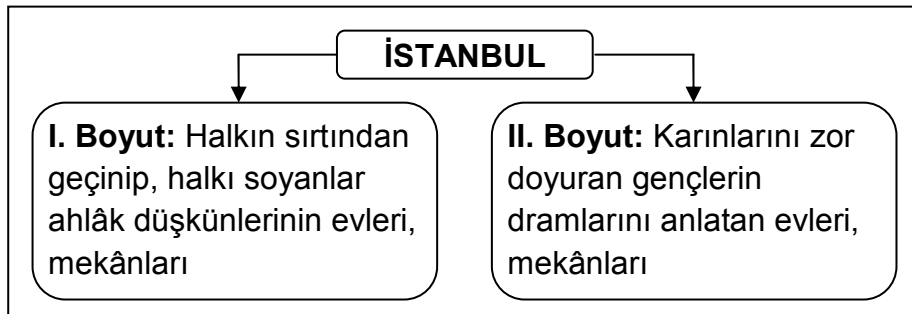 İSTANBUL
I. Boyut: Halkın sırtından
geçinip, halkı soyanlar
ahlâk düşkünlerinin evleri,
mekânları
II. Boyut: Karınlarını zor
doyuran gençlerin
dramlarını anlatan evleri,
mekânları